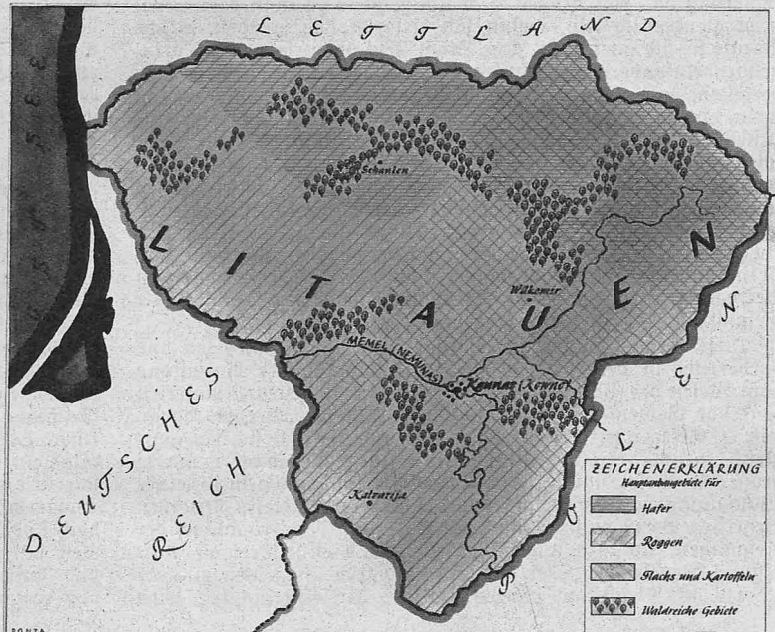 LETTLAND
OSTSEE
Schaulen
LITAUEN
Wilkomir
MEMEL (NEMINAS)
Kaunas (Kowno)
DEUTSCHES
REICH
POLEN
Kalvarija
ZEICHENERKLÄRUNG
Hauptanbaugebiete für
Hafer
Roggen
Flachs und Kartoffeln
Waldreiche Gebiete